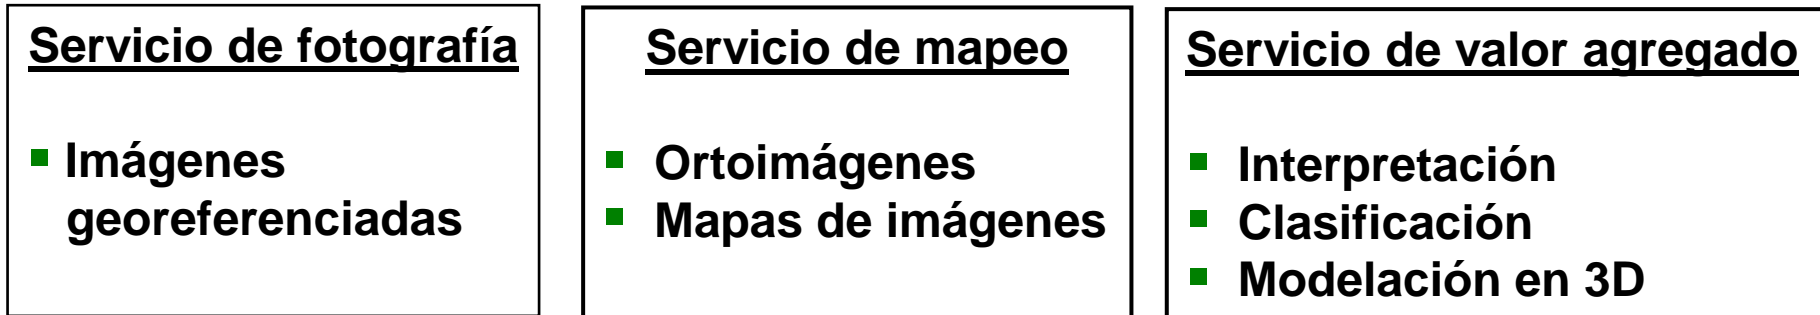 Servicio de fotografía
▪ Imágenes
georeferenciadas
Servicio de mapeo
▪ Ortoimágenes
▪ Mapas de imágenes
Servicio de valor agregado
▪ Interpretación
▪ Clasificación
▪ Modelación en 3D